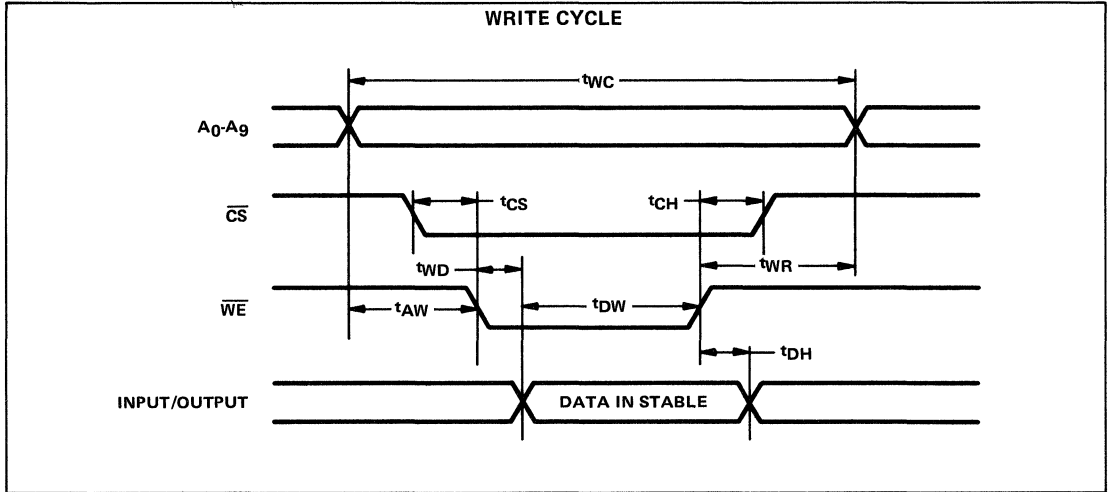 WRITE CYCLE
tWC
A0-A9
CS
tCS
tCH
tWD
tWR
WE
tAW
tDW
tDH
INPUT/OUTPUT
DATA IN STABLE